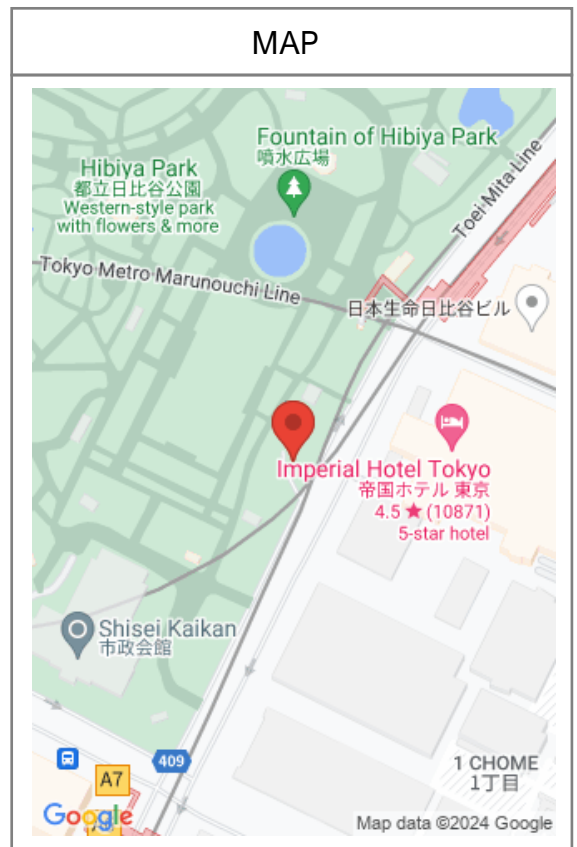 MAP
Fountain of Hibiya Park
噴水広場
Hibiya Park
都立日比谷公園
Western-style park
with flowers & more
Toei Mita Line
Tokyo Metro Marunouchi Line
日本生命日比谷ビル
Imperial Hotel Tokyo
帝国ホテル 東京
4.5 ★ (10871)
5-star hotel
Shisei Kaikan
市政会館
409
A7
1 CHOME
1丁目
Google
Map data ©2024 Google